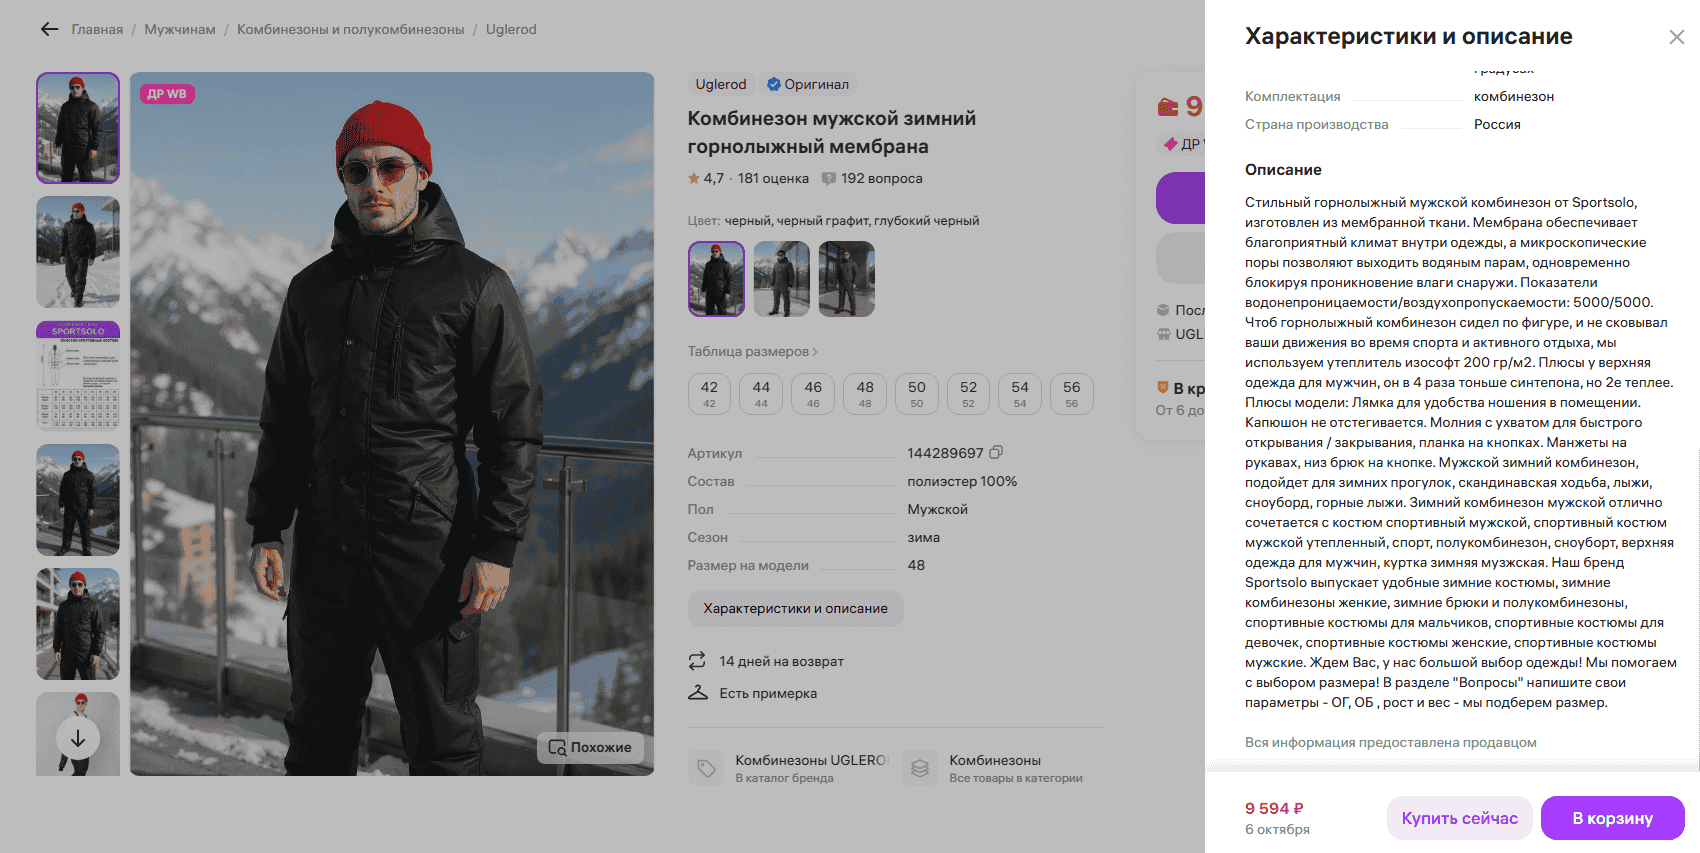 Главная / Мужчинам / Комбинезоны и полукомбинезоны / Uglerod
ДР WB
SPORTSOLO
Похожие
Uglerod
Оригинал
Комбинезон мужской зимний
горнолыжный мембрана
4,7 · 181 оценка
192 вопроса
Цвет: черный, черный графит, глубокий черный
Таблица размеров
42 44 46 48 50 52 54 56
42 44 46 48 50 52 54 56
Артикул 144289697
Состав полиэстер 100%
Пол Мужской
Сезон зима
Размер на модели 48
Характеристики и описание
14 дней на возврат
Есть примерка
Комбинезоны UGLERO
В каталог бренда
Комбинезоны
Все товары в категории
9
ДР
Посл
UGL
В кр
От 6 до
Характеристики и описание
градусах
Комплектация комбинезон
Страна производства Россия
Описание
Стильный горнолыжный мужской комбинезон от Sportsolo,
изготовлен из мембранной ткани. Мембрана обеспечивает
благоприятный климат внутри одежды, а микроскопические
поры позволяют выходить водяным парам, одновременно
блокируя проникновение влаги снаружи. Показатели
водонепроницаемости/воздухопропускаемости: 5000/5000.
Чтоб горнолыжный комбинезон сидел по фигуре, и не сковывал
ваши движения во время спорта и активного отдыха, мы
используем утеплитель изософт 200 гр/м2. Плюсы у верхняя
одежда для мужчин, он в 4 раза тоньше синтепона, но 2е теплее.
Плюсы модели: Лямка для удобства ношения в помещении.
Капюшон не отстегивается. Молния с ухватом для быстрого
открывания / закрывания, планка на кнопках. Манжеты на
рукавах, низ брюк на кнопке. Мужской зимний комбинезон,
подойдет для зимних прогулок, скандинавская ходьба, лыжи,
сноуборд, горные лыжи. Зимний комбинезон мужской отлично
сочетается с костюм спортивный мужской, спортивный костюм
мужской утепленный, спорт, полукомбинезон, сноуборт, верхняя
одежда для мужчин, куртка зимняя музжская. Наш бренд
Sportsolo выпускает удобные зимние костюмы, зимние
комбинезоны женкие, зимние брюки и полукомбинезоны,
спортивные костюмы для мальчиков, спортивные костюмы для
девочек, спортивные костюмы женские, спортивные костюмы
мужские. Ждем Вас, у нас большой выбор одежды! Мы помогаем
с выбором размера! В разделе "Вопросы" напишите свои
параметры - ОГ, ОБ , рост и вес - мы подберем размер.
Вся информация предоставлена продавцом
9 594 ₽
6 октября
Купить сейчас
В корзину